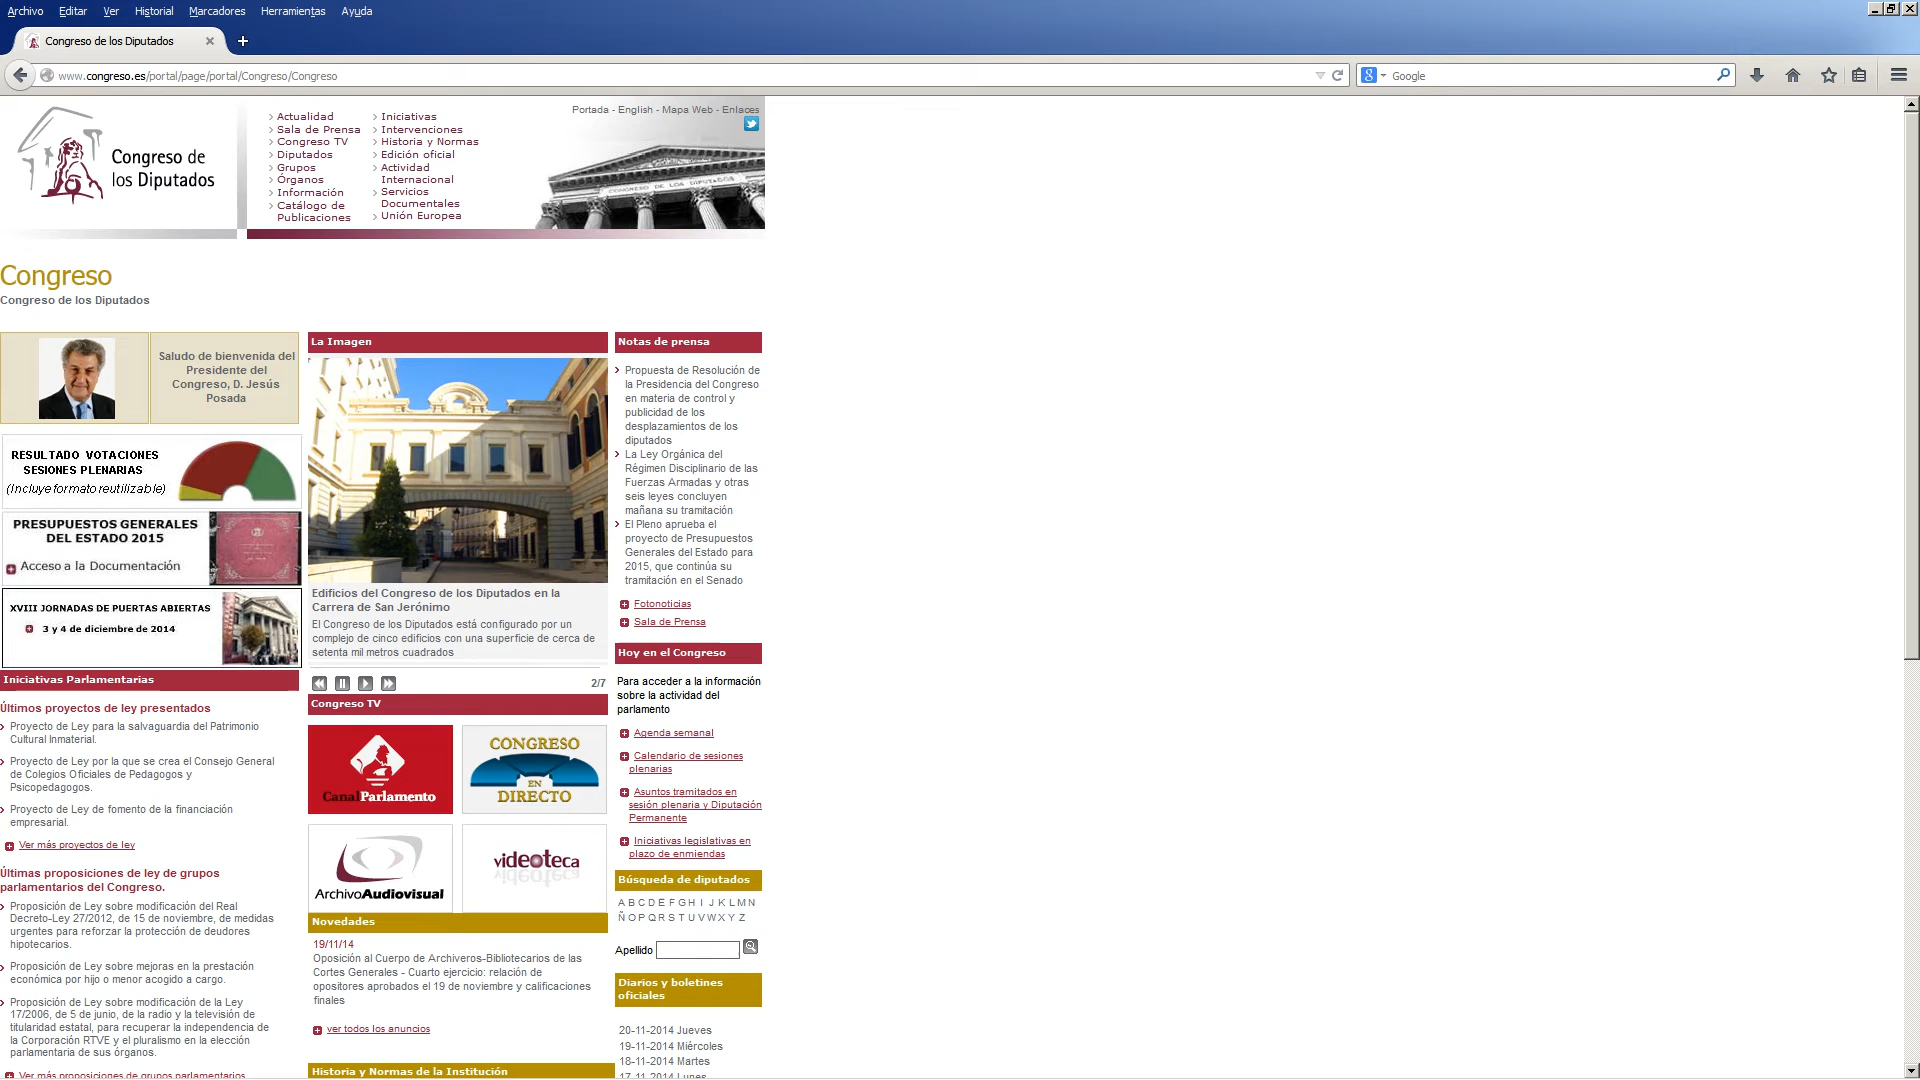 Archivo Editar Ver Historial Marcadores Herramientas Ayuda
Congreso de los Diputados
www.congreso.es/portal/page/portal/Congreso/Congreso
Google
Portada - English - Mapa Web - Enlaces
Congreso de
los Diputados
Actualidad
Sala de Prensa
Congreso TV
Diputados
Grupos
Órganos
Información
Catálogo de
Publicaciones
Iniciativas
Intervenciones
Historia y Normas
Edición oficial
Actividad
Internacional
Servicios
Documentales
Unión Europea
CONGRESO DE LOS DIPUTADOS
Congreso
Congreso de los Diputados
Saludo de bienvenida del
Presidente del
Congreso, D. Jesús
Posada
RESULTADO VOTACIONES
SESIONES PLENARIAS
(Incluye formato reutilizable)
PRESUPUESTOS GENERALES
DEL ESTADO 2015
Acceso a la Documentación
XVIII JORNADAS DE PUERTAS ABIERTAS
3 y 4 de diciembre de 2014
Iniciativas Parlamentarias
Últimos proyectos de ley presentados
Proyecto de Ley para la salvaguardia del Patrimonio
Cultural Inmaterial.
Proyecto de Ley por la que se crea el Consejo General
de Colegios Oficiales de Pedagogos y
Psicopedagogos.
Proyecto de Ley de fomento de la financiación
empresarial.
Ver más proyectos de ley
Últimas proposiciones de ley de grupos
parlamentarios del Congreso.
Proposición de Ley sobre modificación del Real
Decreto-Ley 27/2012, de 15 de noviembre, de medidas
urgentes para reforzar la protección de deudores
hipotecarios.
Proposición de Ley sobre mejoras en la prestación
económica por hijo o menor acogido a cargo.
Proposición de Ley sobre modificación de la Ley
17/2006, de 5 de junio, de la radio y la televisión de
titularidad estatal, para recuperar la independencia de
la Corporación RTVE y el pluralismo en la elección
parlamentaria de sus órganos.
Ver más proposiciones de grupos parlamentarios
La Imagen
Edificios del Congreso de los Diputados en la
Carrera de San Jerónimo
El Congreso de los Diputados está configurado por un
complejo de cinco edificios con una superficie de cerca de
setenta mil metros cuadrados
2/7
Congreso TV
CanalParlamento
CONGRESO
EN
DIRECTO
ArchivoAudiovisual
videoteca
Novedades
19/11/14
Oposición al Cuerpo de Archiveros-Bibliotecarios de las
Cortes Generales - Cuarto ejercicio: relación de
opositores aprobados el 19 de noviembre y calificaciones
finales
ver todos los anuncios
Historia y Normas de la Institución
Notas de prensa
Propuesta de Resolución de
la Presidencia del Congreso
en materia de control y
publicidad de los
desplazamientos de los
diputados
La Ley Orgánica del
Régimen Disciplinario de las
Fuerzas Armadas y otras
seis leyes concluyen
mañana su tramitación
El Pleno aprueba el
proyecto de Presupuestos
Generales del Estado para
2015, que continúa su
tramitación en el Senado
Fotonoticias
Sala de Prensa
Hoy en el Congreso
Para acceder a la información
sobre la actividad del
parlamento
Agenda semanal
Calendario de sesiones
plenarias
Asuntos tramitados en
sesión plenaria y Diputación
Permanente
Iniciativas legislativas en
plazo de enmiendas
Búsqueda de diputados
A B C D E F G H I J K L M N
Ñ O P Q R S T U V W X Y Z
Apellido
Diarios y boletines
oficiales
20-11-2014 Jueves
19-11-2014 Miércoles
18-11-2014 Martes
17-11-2014 Lunes